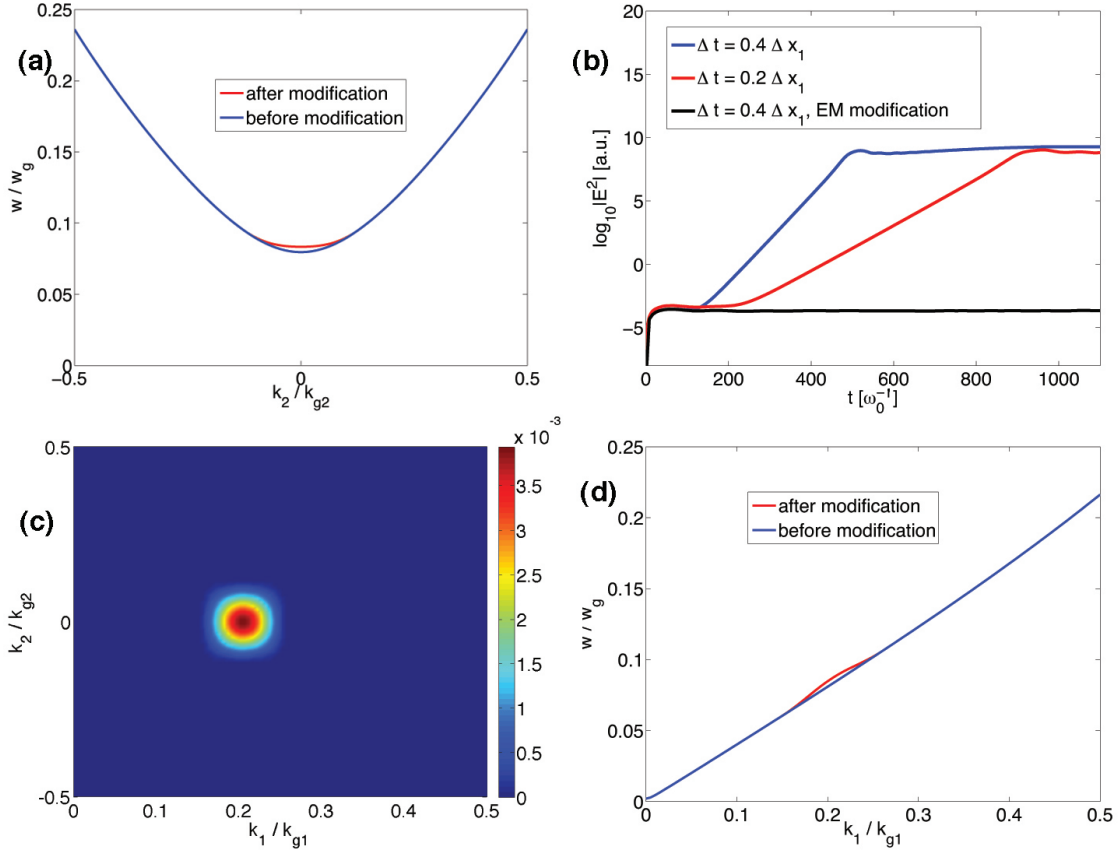 (a)
0.25
0.2
0.15
0.1
0.05
0
w / w_g
after modification
before modification
−0.5
0
0.5
k_2 / k_g2
(b)
20
15
10
5
0
−5
log_10|E^2| [a.u.]
Δ t = 0.4 Δ x_1
Δ t = 0.2 Δ x_1
Δ t = 0.4 Δ x_1, EM modification
0
200
400
600
800
1000
t [ω_0^-1]
(c)
0.5
0
-0.5
k_2 / k_g2
0
0.1
0.2
0.3
0.4
0.5
k_1 / k_g1
x 10^-3
3.5
3
2.5
2
1.5
1
0.5
0
(d)
0.25
0.2
0.15
0.1
0.05
0
w / w_g
after modification
before modification
0
0.1
0.2
0.3
0.4
0.5
k_1 / k_g1